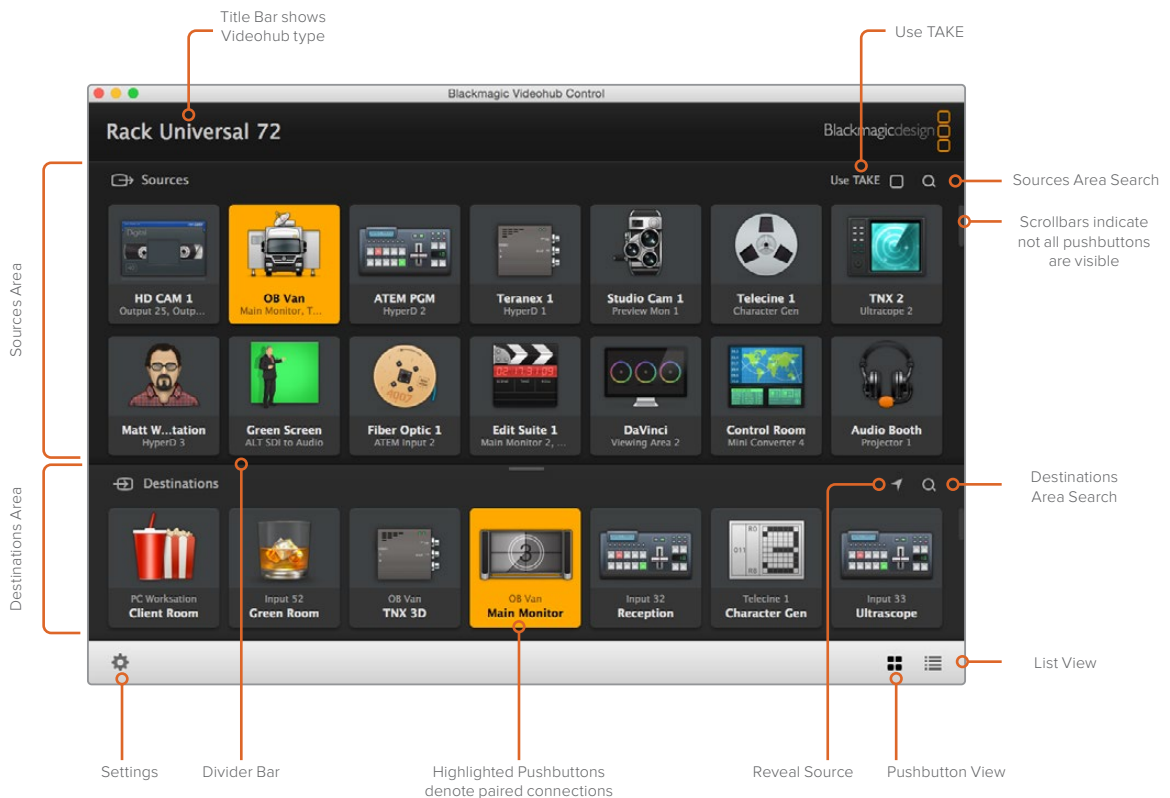 Title Bar shows
Videohub type
Use TAKE
Blackmagic Videohub Control
Rack Universal 72
Blackmagicdesign
Sources
Use TAKE
Sources Area Search
Scrollbars indicate
not all pushbuttons
are visible
Sources Area
Digital
HD CAM 1
Output 25, Outp...
OB Van
Main Monitor, T...
ATEM PGM
HyperD 2
Teranex 1
HyperD 1
Studio Cam 1
Preview Mon 1
Telecine 1
Character Gen
TNX 2
Ultracope 2
4007
Matt W...tation
HyperD 3
Green Screen
ALT SDI to Audio
Fiber Optic 1
ATEM Input 2
Edit Suite 1
Main Monitor 2, ...
DaVinci
Viewing Area 2
Control Room
Mini Converter 4
Audio Booth
Projector 1
Destinations Area
Destinations
Destinations
Area Search
3
R0
011
R8
PC Worksation
Client Room
Input 52
Green Room
OB Van
TNX 3D
OB Van
Main Monitor
Input 32
Reception
Telecine 1
Character Gen
Input 33
Ultrascope
List View
Settings
Divider Bar
Highlighted Pushbuttons
denote paired connections
Reveal Source
Pushbutton View